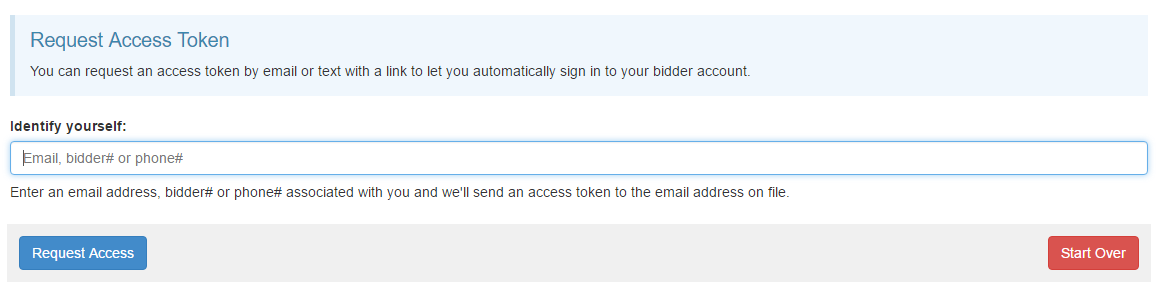 Request Access Token
You can request an access token by email or text with a link to let you automatically sign in to your bidder account.
Identify yourself:
Email, bidder# or phone#
Enter an email address, bidder# or phone# associated with you and we'll send an access token to the email address on file.
Request Access
Start Over